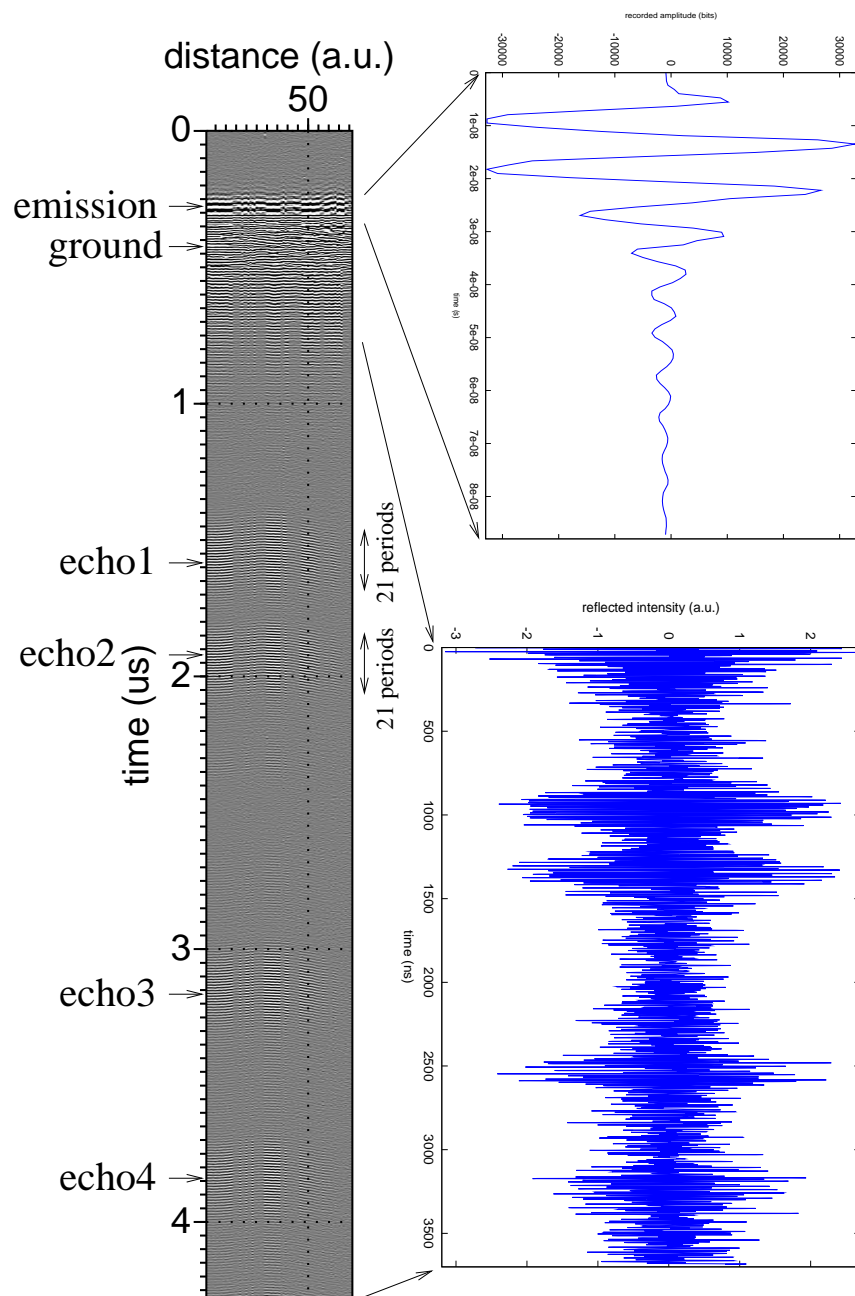 distance (a.u.)
50
0
1
2
3
4
time (us)
emission
ground
echo1
echo2
echo3
echo4
21 periods
21 periods
recorded amplitude (bits)
-30000
-20000
-10000
0
10000
20000
30000
0
1e-08
2e-08
3e-08
4e-08
5e-08
6e-08
7e-08
8e-08
time (s)
reflected intensity (a.u.)
-3
-2
-1
0
1
2
0
500
1000
1500
2000
2500
3000
3500
time (ns)